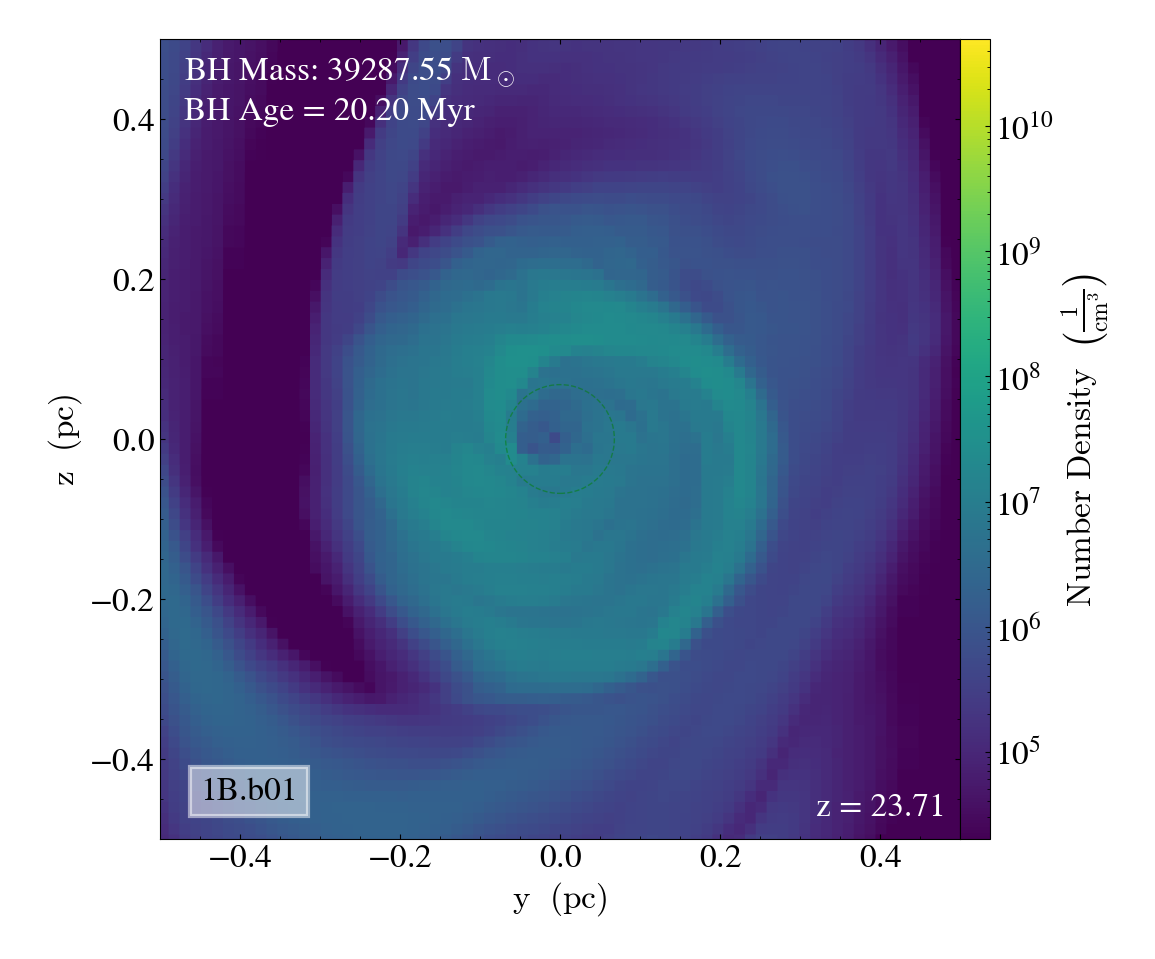 BH Mass: 39287.55 M⊙
BH Age = 20.20 Myr
0.4
0.2
0.0
−0.2
−0.4
z (pc)
1B.b01
z = 23.71
−0.4 −0.2 0.0 0.2 0.4
y (pc)
10^10
10^9
10^8
10^7
10^6
10^5
Number Density (1/cm^3)